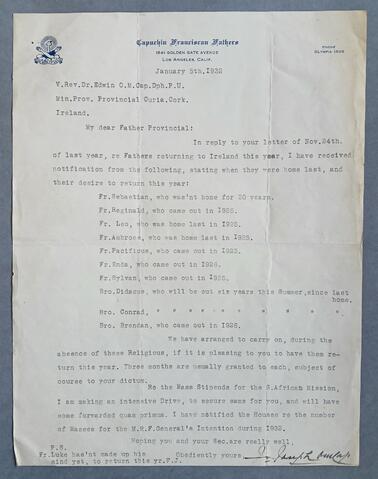 Capuchin Franciscan Fathers
1941 GOLDEN GATE AVENUE
LOS ANGELES, CALIF.
PHONE
OLYMPIA
January 5th,1932
V.Rev.Dr.Edwin O.M.Cap.Dph.P.U.
Min.Prov. Provincial Curia.Cork.
Ireland.
My dear Father Provincial:
In reply to your letter of Nov.24th.
of last year, re Fathers returning to Ireland this year, I have received
notification from the following, stating when they were home last, and
their desire to return this year:
Fr.Sebastian, who was'nt home for 20 years.
Fr.Reginald, who came out in 1925.
Fr. Leo, who was home last in 1925.
Fr.Ambrose, who was home last in 1925.
Fr.Pacificus, who came out in
Fr.Enda, who came out in 1926.
Fr.Sylvan, who came out in 1925.
Bro.Didacus, who will be out six years this Summer, since last
home.
Bro. Conrad, " " " " " " " " "
Bro. Brendan, who came out in 1926.
We have arranged to carry on, during the
absence of these Religious, if it is pleasing to you to have them re-
turn this year. Three months are usually granted to each, subject of
course to your dictum.
Re the Mass Stipends for the S.African Mission,
I am making an intensive Drive, to secure same for you, and will have
some forwarded quam primum. I have notified the Houses re the number
of Masses for the M.R.F.General's Intention during 1932.
Hoping you and your Sec.are really well,
P.S.
Fr.Luke has'nt made up his
mind yet, to return this yr.F.J.
Obediently yours
Fr. Joseph Dunlap